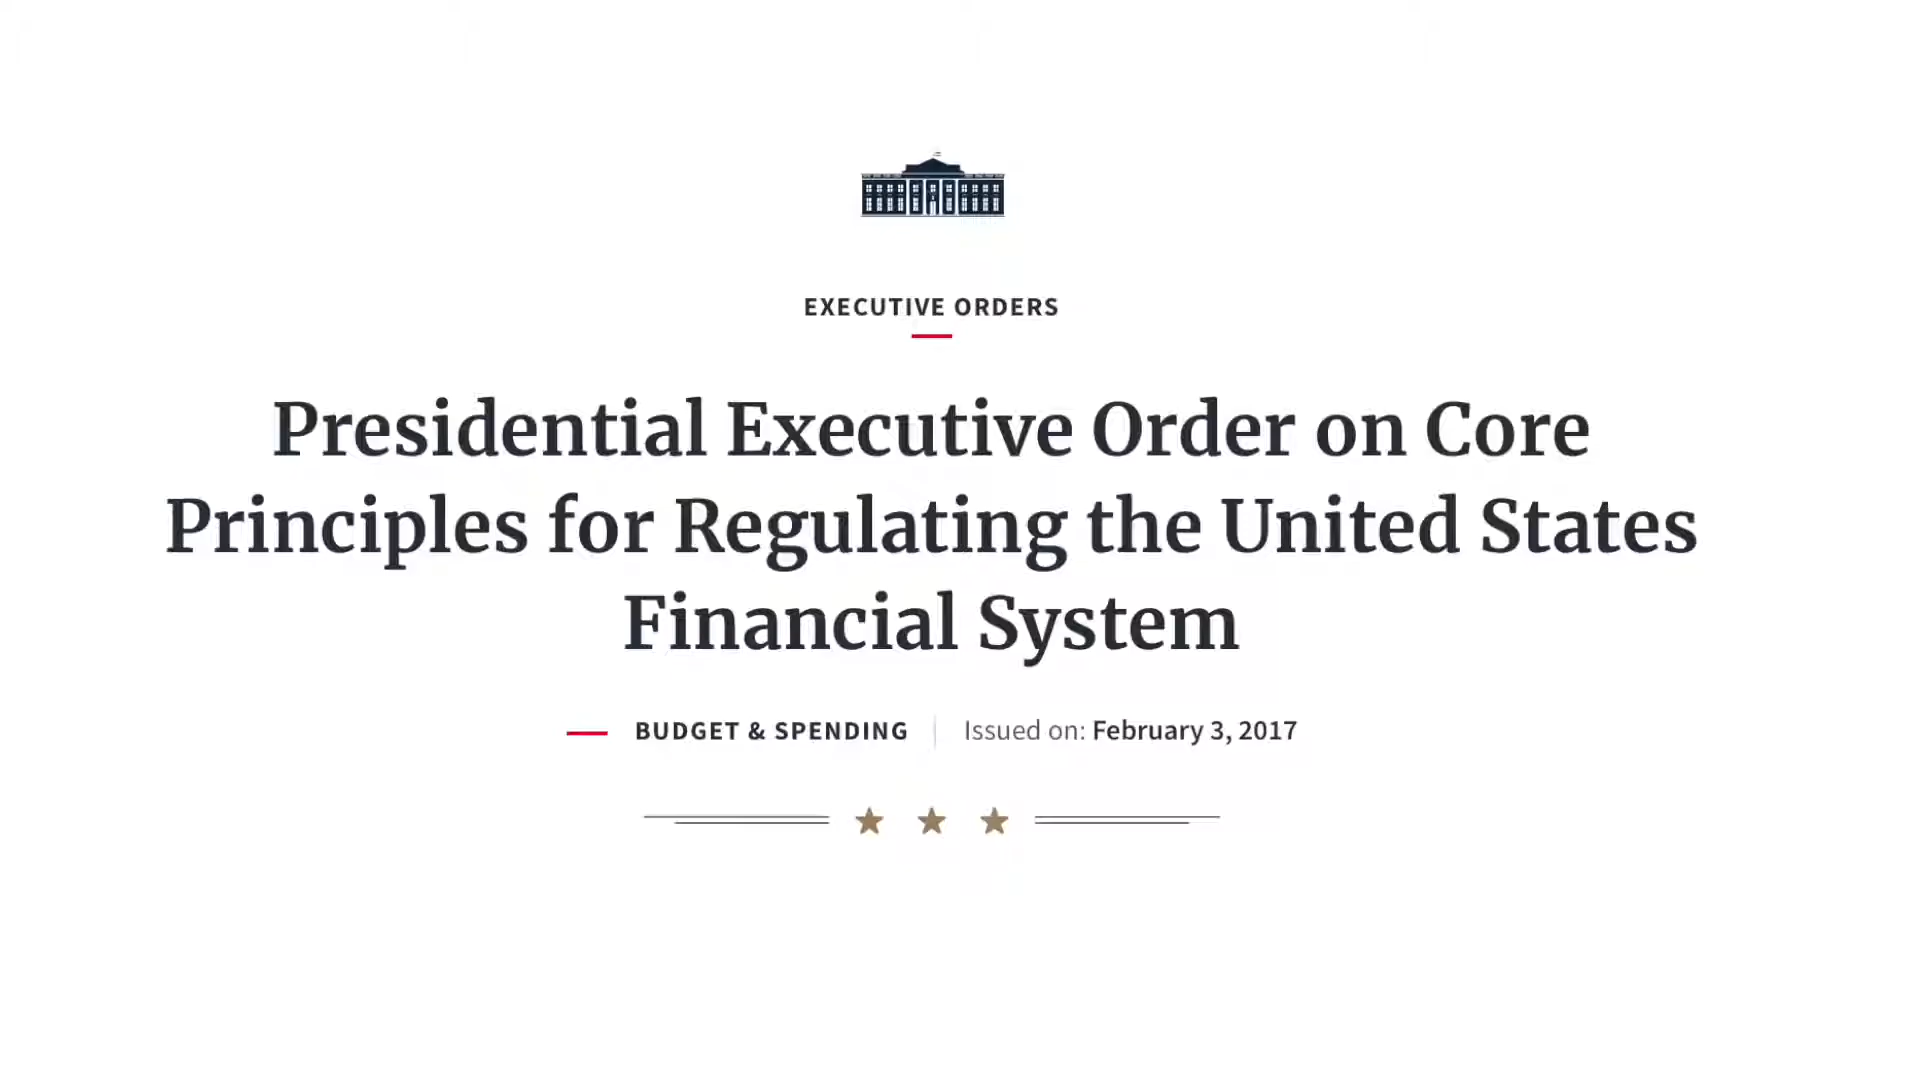 EXECUTIVE ORDERS
Presidential Executive Order on Core
Principles for Regulating the United States
Financial System
BUDGET & SPENDING Issued on: February 3, 2017